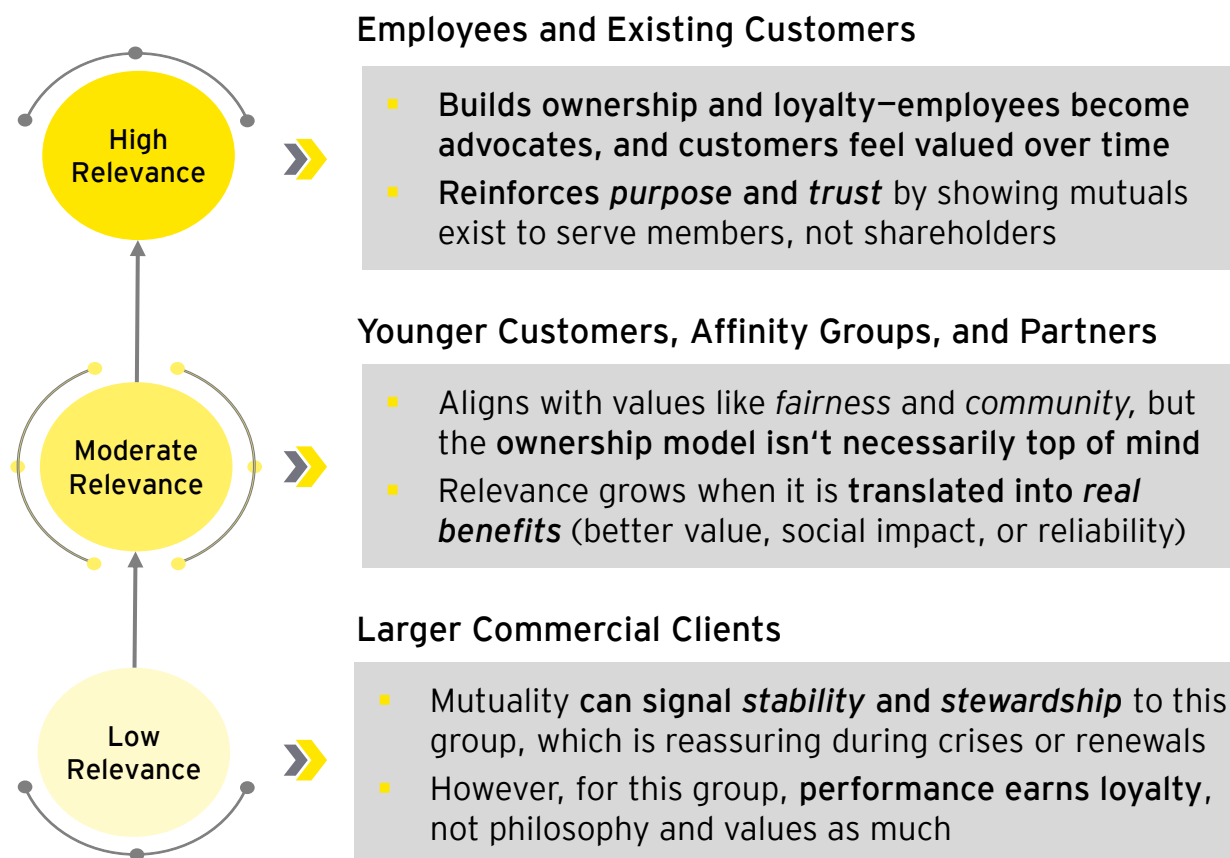 Employees and Existing Customers
High
Relevance
Builds ownership and loyalty—employees become
advocates, and customers feel valued over time
Reinforces purpose and trust by showing mutuals
exist to serve members, not shareholders
Younger Customers, Affinity Groups, and Partners
Moderate
Relevance
Aligns with values like fairness and community, but
the ownership model isn‘t necessarily top of mind
Relevance grows when it is translated into real
benefits (better value, social impact, or reliability)
Larger Commercial Clients
Low
Relevance
Mutuality can signal stability and stewardship to this
group, which is reassuring during crises or renewals
However, for this group, performance earns loyalty,
not philosophy and values as much